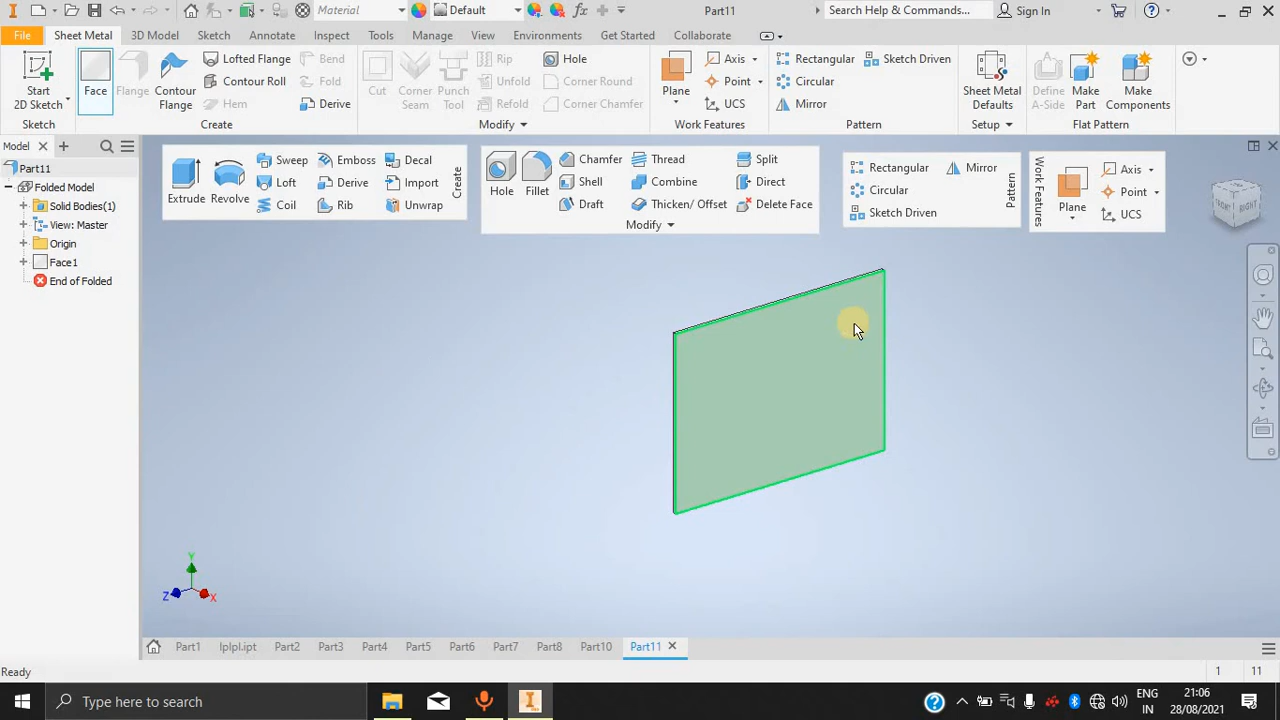 Material
Default
Part11
Search Help & Commands...
Sign In
File
Sheet Metal
3D Model
Sketch
Annotate
Inspect
Tools
Manage
View
Environments
Get Started
Collaborate
Start
2D Sketch
Face
Flange
Contour
Flange
Lofted Flange
Contour Roll
Hem
Bend
Fold
Derive
Cut
Corner
Seam
Punch
Tool
Rip
Unfold
Refold
Hole
Corner Round
Corner Chamfer
Plane
Axis
Point
UCS
Rectangular
Circular
Mirror
Sketch Driven
Sheet Metal
Defaults
Define
A-Side
Make
Part
Make
Components
Sketch
Create
Modify
Work Features
Pattern
Setup
Flat Pattern
Model
Part11
Folded Model
Solid Bodies(1)
View: Master
Origin
Face1
End of Folded
Extrude
Revolve
Sweep
Loft
Coil
Emboss
Derive
Rib
Decal
Import
Unwrap
Create
Hole
Fillet
Chamfer
Shell
Draft
Thread
Combine
Thicken/ Offset
Split
Direct
Delete Face
Modify
Rectangular
Circular
Sketch Driven
Mirror
Pattern
Work Features
Plane
Axis
Point
UCS
FRONT
RIGHT
Y
Z
X
Part1
lplpl.ipt
Part2
Part3
Part4
Part5
Part6
Part7
Part8
Part10
Part11
Ready
1
11
Type here to search
ENG
IN
21:06
28/08/2021